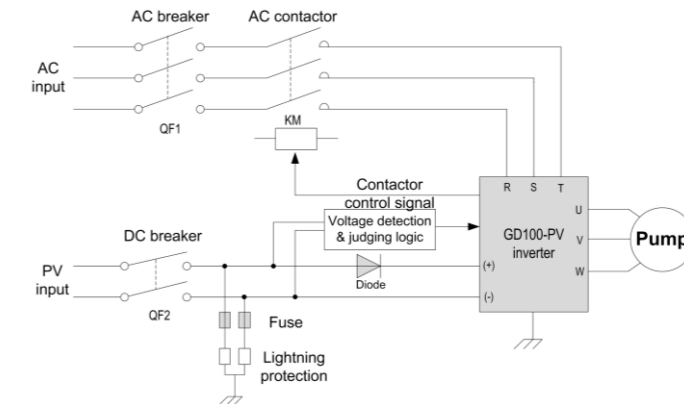 AC breaker
AC contactor
AC
input
QF1
KM
Contactor
control signal
R S T
Voltage detection
& judging logic
U
GD100-PV
inverter
V
W
Pump
DC breaker
PV
input
(+)
Diode
(-)
QF2
Fuse
Lightning
protection